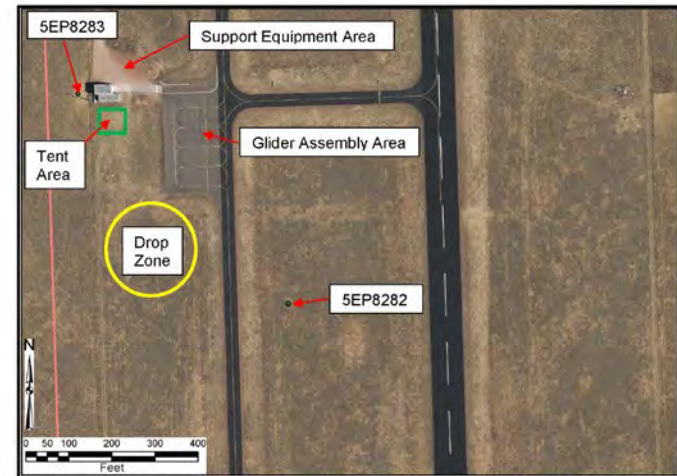 5EP8283
Support Equipment Area
Tent
Area
Glider Assembly Area
Drop
Zone
5EP8282
N
0 50 100 200 300 400
Feet